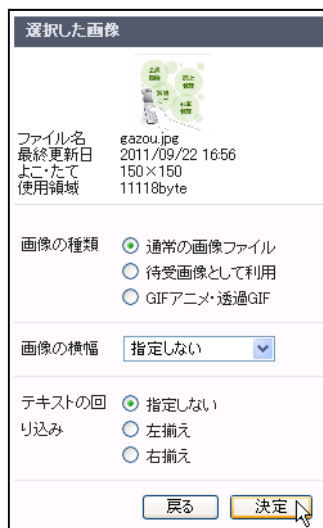 選択した画像
ファイル名 gazou.jpg
最終更新日 2011/09/22 16:56
よこ・たて 150×150
使用領域 11118byte
画像の種類 通常の画像ファイル
待受画像として利用
GIFアニメ・透過GIF
画像の横幅 指定しない
テキストの回り込み 指定しない
左揃え
右揃え
戻る 決定